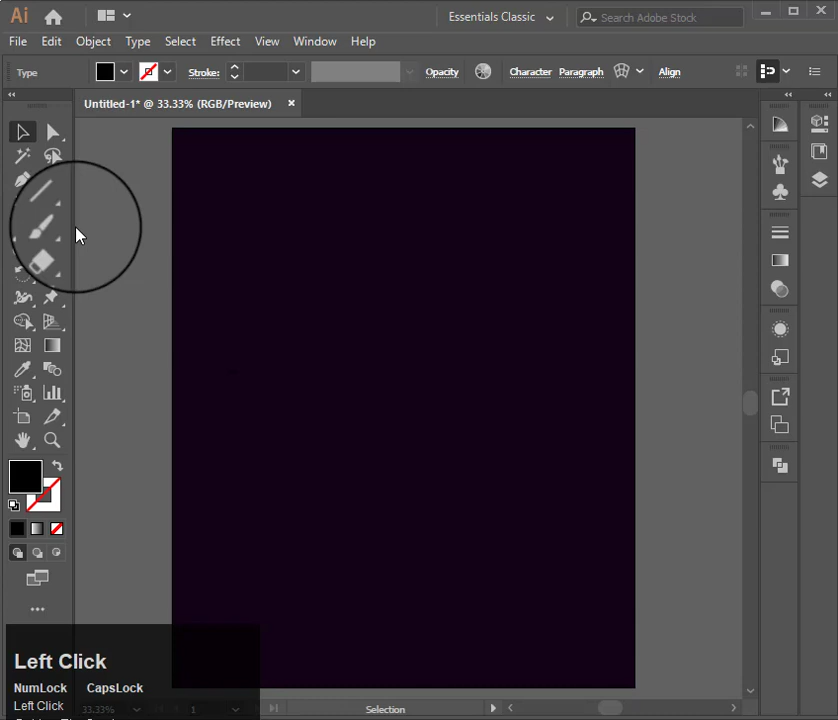 Ai
Essentials Classic
Search Adobe Stock
File Edit Object Type Select Effect View Window Help
Type
Stroke:
Opacity
Character
Paragraph
Align
Untitled-1* @ 33.33% (RGB/Preview)
Left Click
NumLock CapsLock
Left Click
33.33%
1
Selection